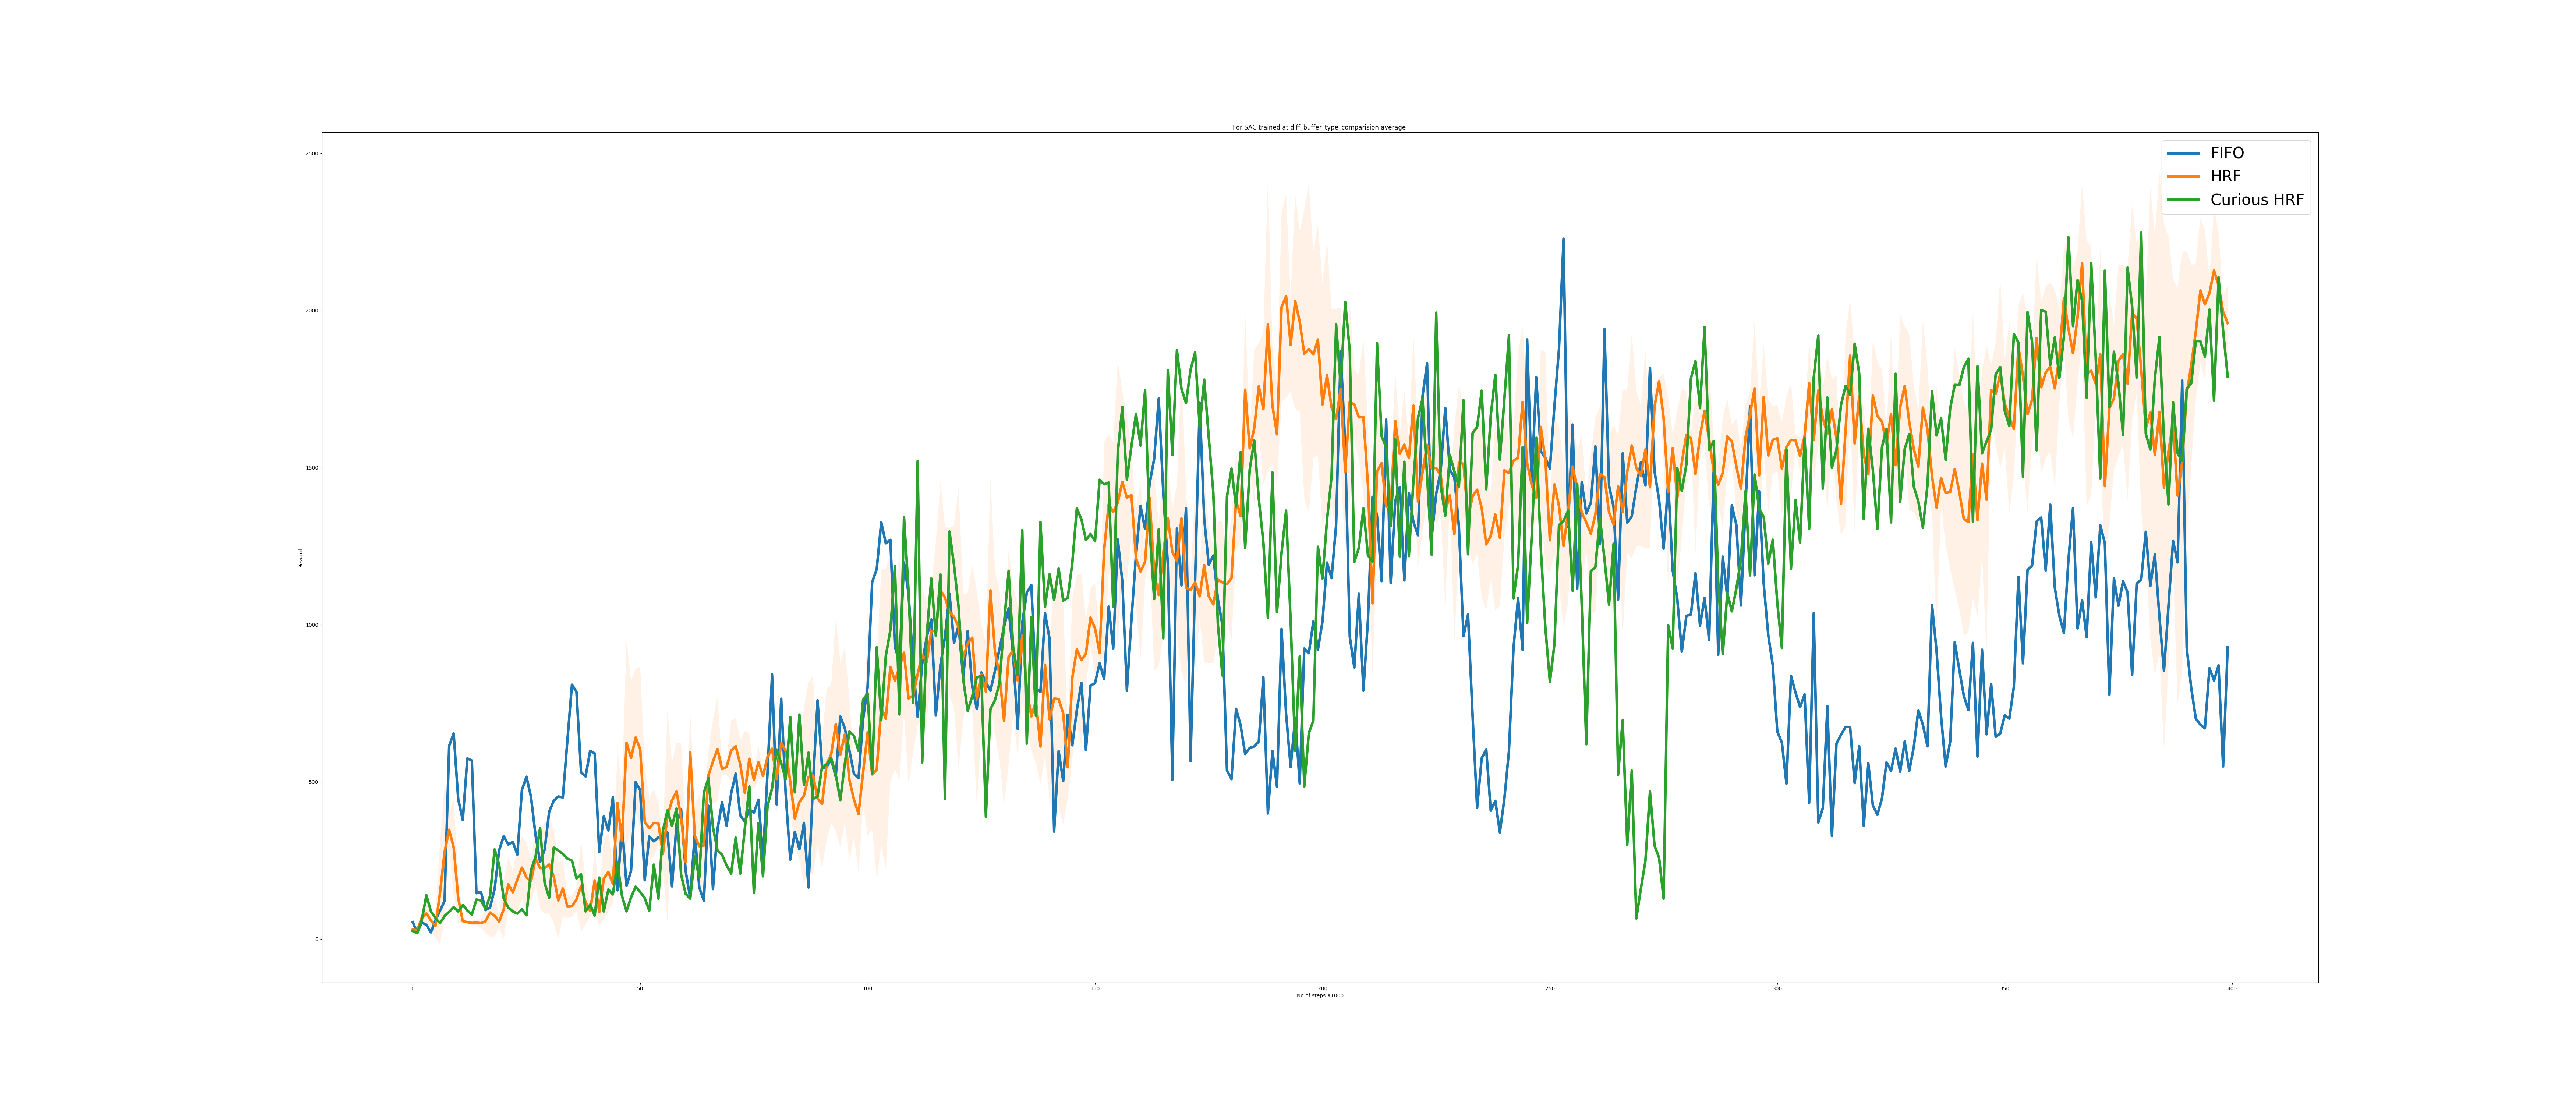 For SAC trained at diff_buffer_type_comparision average
FIFO
HRF
Curious HRF
2500
2000
1500
1000
500
0
Reward
0 50 100 150 200 250 300 350 400
No of steps X1000